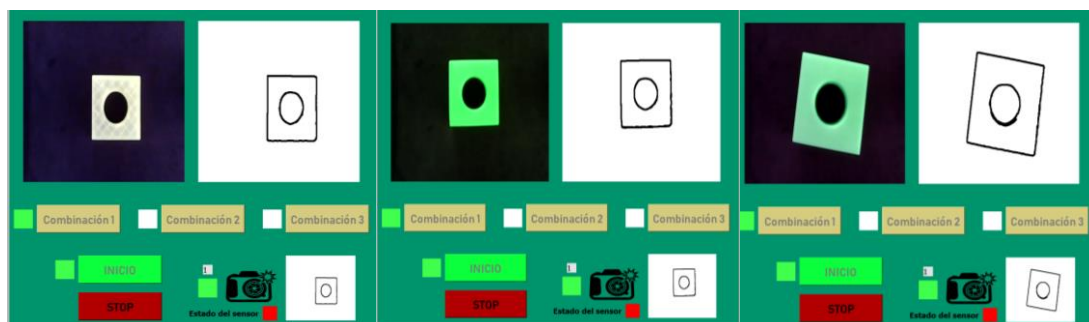 Combinación 1 Combinación 2 Combinación 3
INICIO 1
STOP Estado del sensor
Combinación 1 Combinación 2 Combinación 3
INICIO 1
STOP Estado del sensor
Combinación 1 Combinación 2 Combinación 3
INICIO 1
STOP Estado del sensor